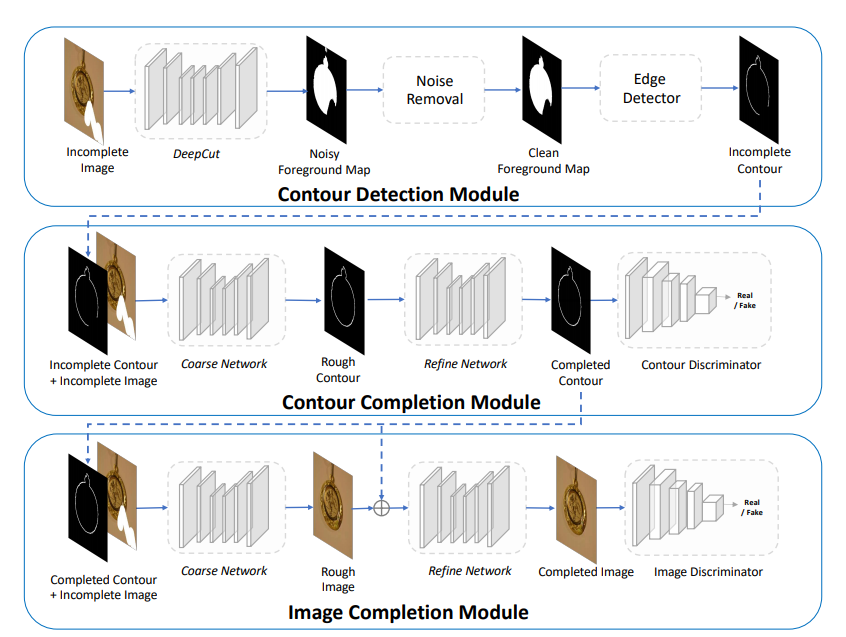 Incomplete
Image
DeepCut
Noisy
Foreground Map
Noise
Removal
Clean
Foreground Map
Edge
Detector
Incomplete
Contour
Contour Detection Module
Incomplete Contour
+ Incomplete Image
Coarse Network
Rough
Contour
Refine Network
Completed
Contour
Real
/ Fake
Contour Discriminator
Contour Completion Module
Completed Contour
+ Incomplete Image
Coarse Network
Rough
Image
Refine Network
Completed Image
Real
/ Fake
Image Discriminator
Image Completion Module